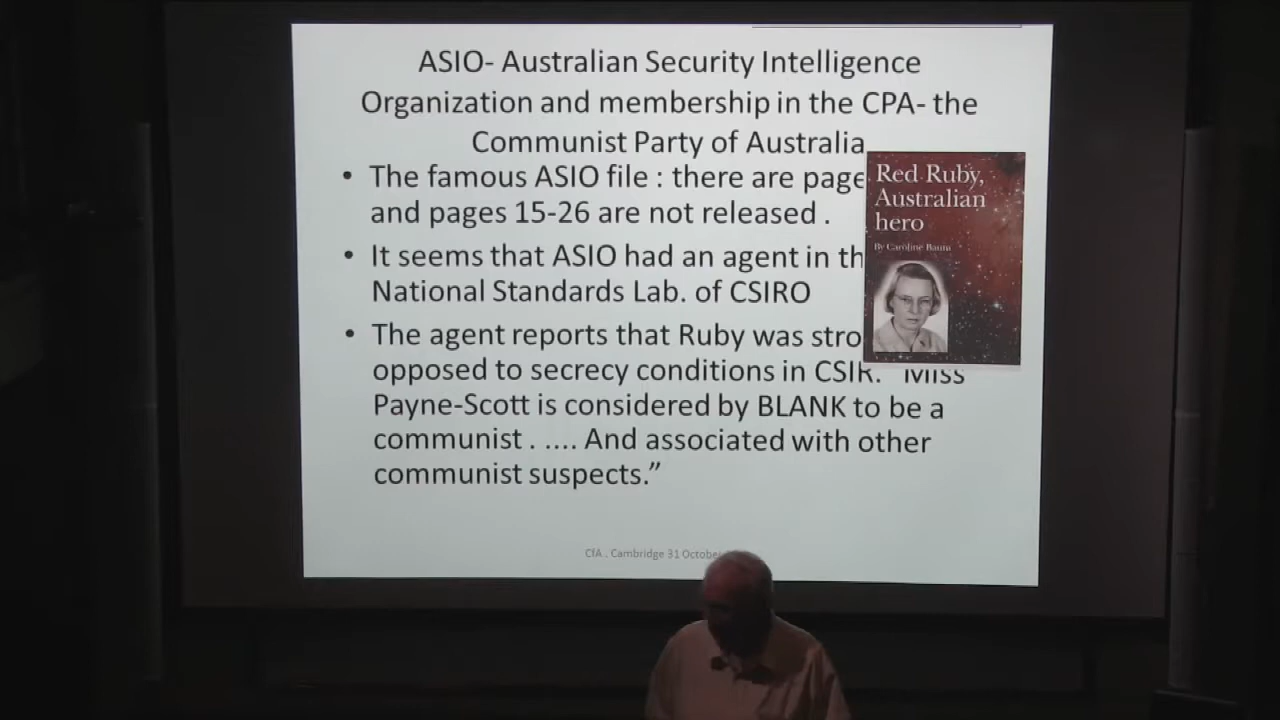 ASIO- Australian Security Intelligence
Organization and membership in the CPA- the
Communist Party of Australia
• The famous ASIO file : there are page
and pages 15-26 are not released .
• It seems that ASIO had an agent in th
National Standards Lab. of CSIRO
• The agent reports that Ruby was stro
opposed to secrecy conditions in CSIR. "Miss
Payne-Scott is considered by BLANK to be a
communist . .... And associated with other
communist suspects.”
Red Ruby,
Australian
hero
By Caroline Baum
CfA . Cambridge 31 Octobe